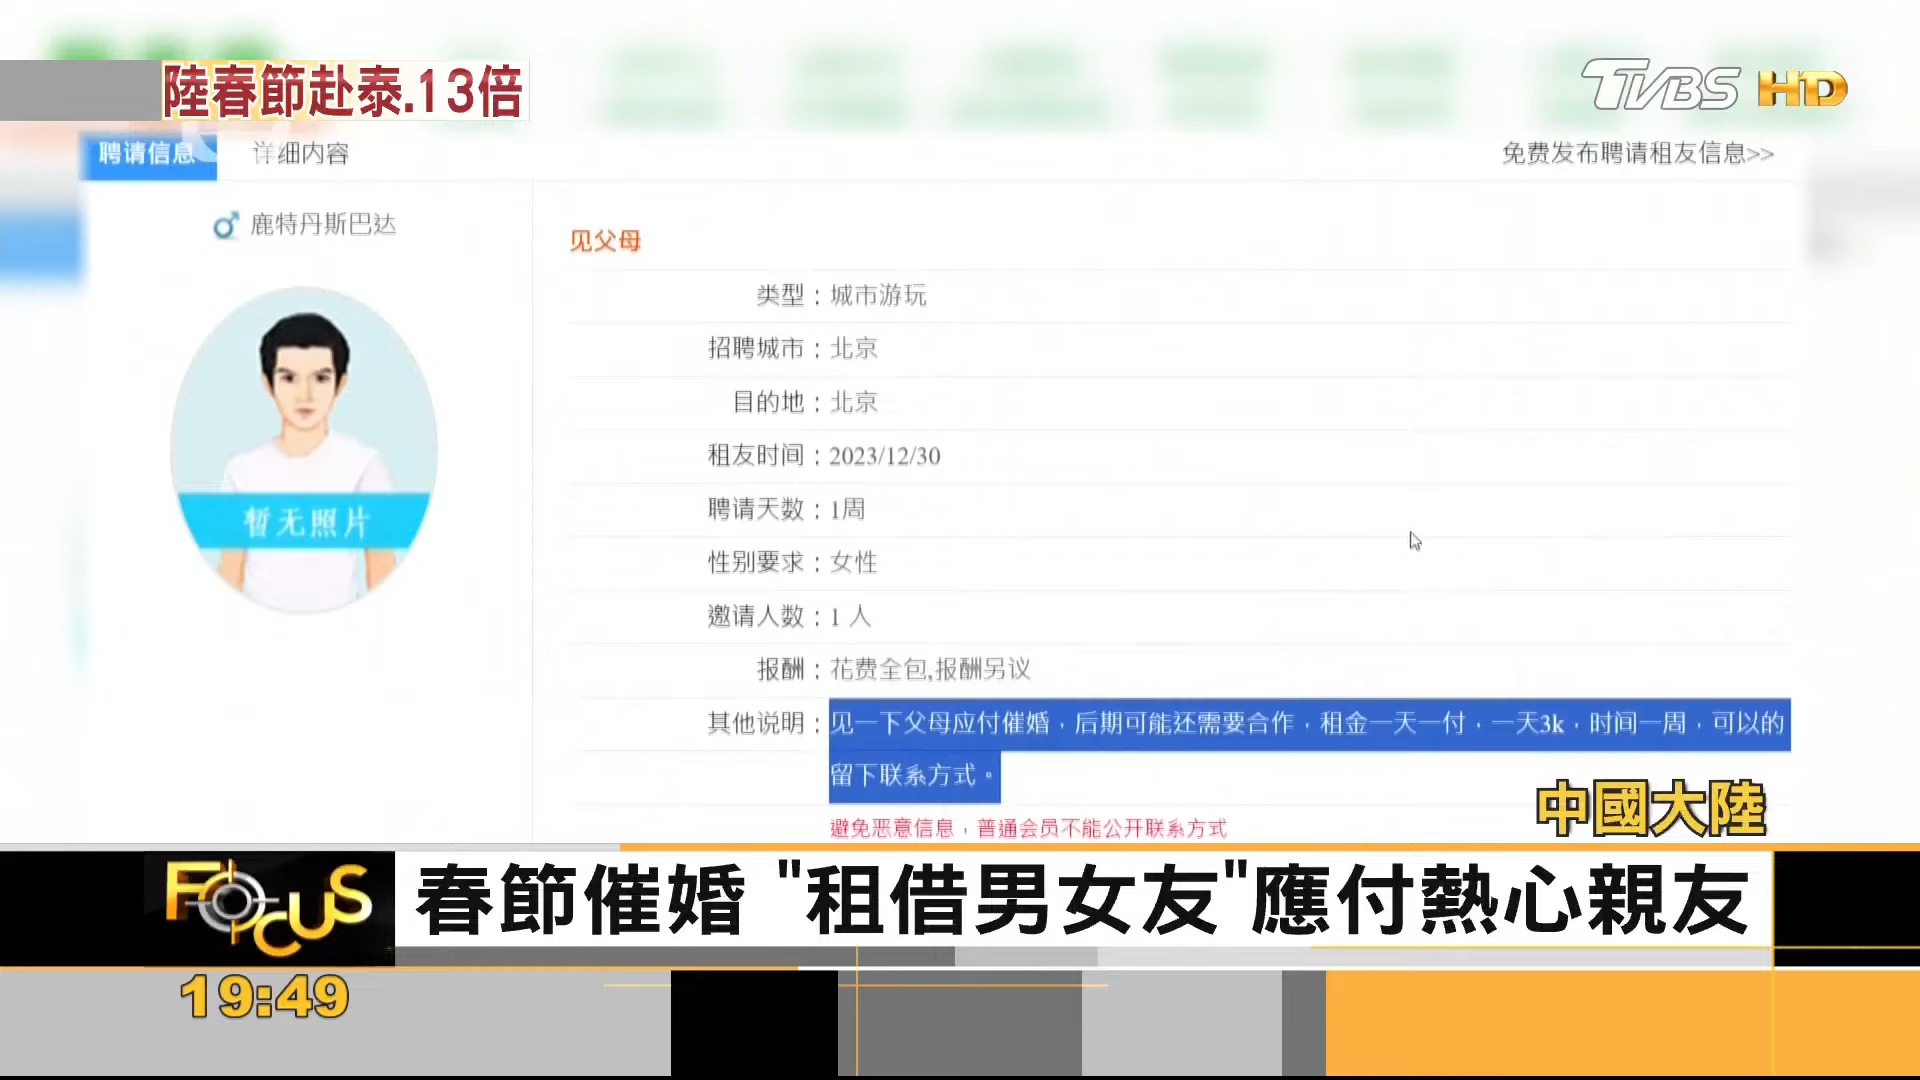 陸春節赴泰.13倍
TVBS HD
聘请信息
详细内容
免费发布聘请租友信息>>
鹿特丹斯巴达
暂无照片
见父母
类型：城市游玩
招聘城市：北京
目的地：北京
租友时间：2023/12/30
聘请天数：1周
性别要求：女性
邀请人数：1 人
报酬：花费全包,报酬另议
其他说明：见一下父母应付催婚，后期可能还需要合作，租金一天一付，一天3k，时间一周，可以的
留下联系方式。
避免恶意信息，普通会员不能公开联系方式
中國大陸
FOCUS
春節催婚 "租借男女友"應付熱心親友
19:49